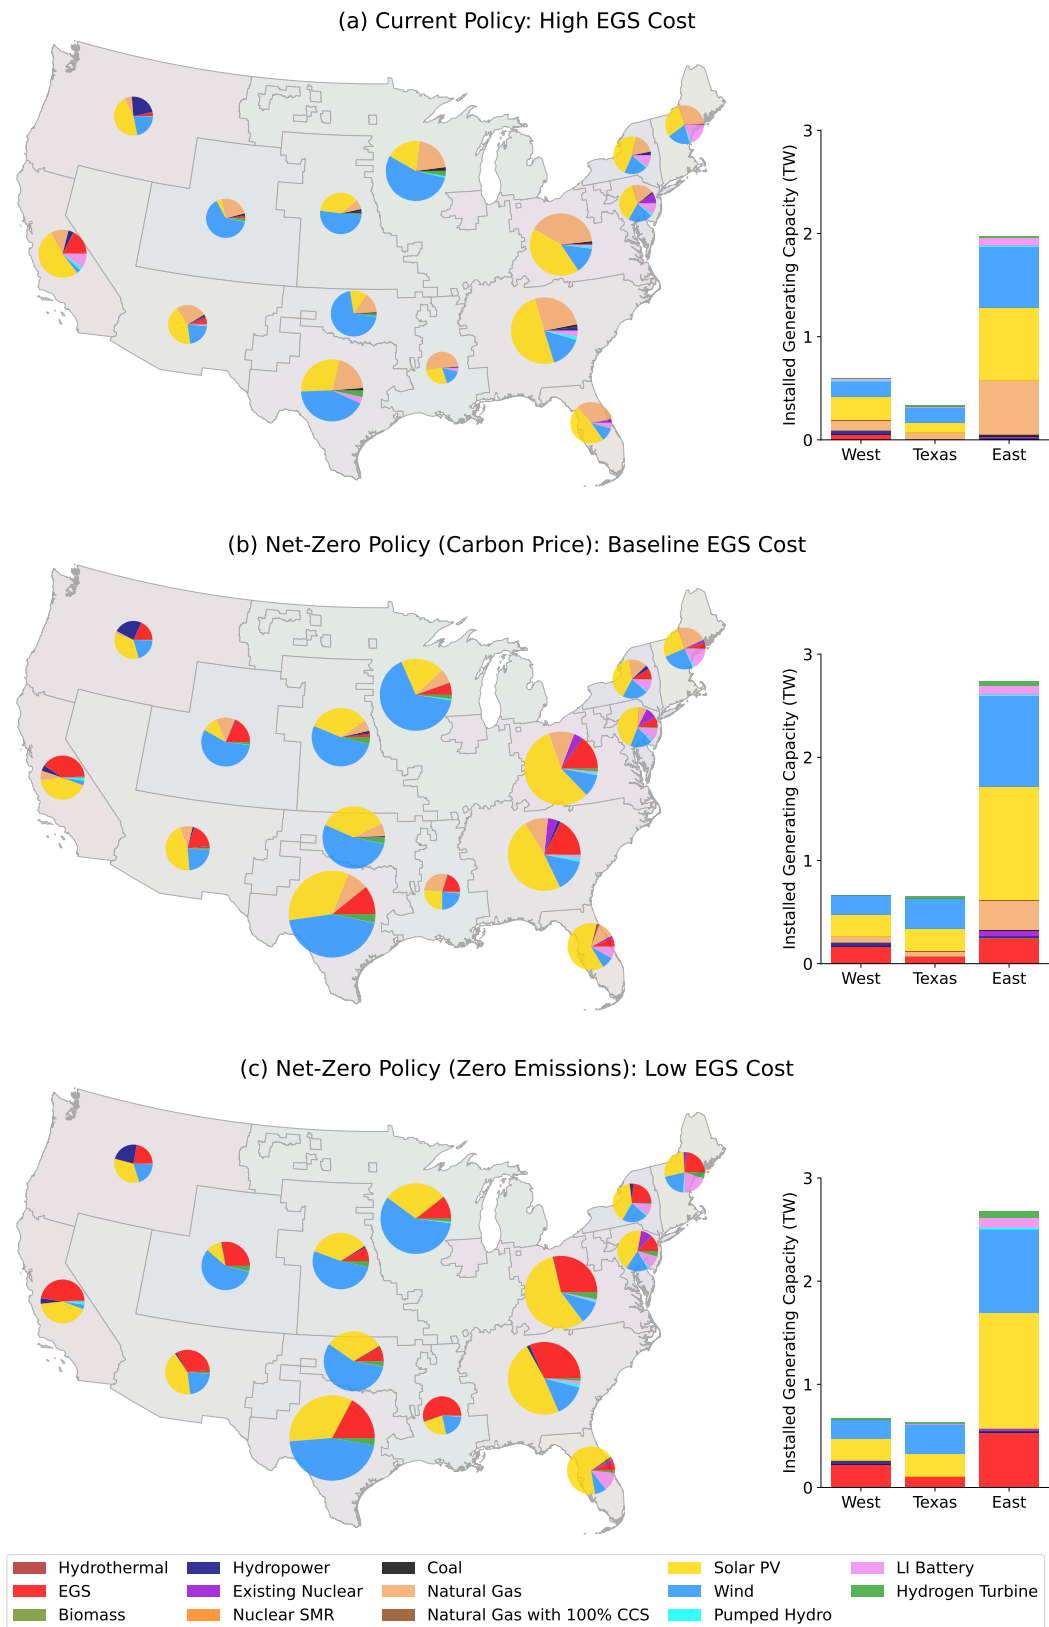 (a) Current Policy: High EGS Cost
3
2
1
0
Installed Generating Capacity (TW)
West Texas East
(b) Net-Zero Policy (Carbon Price): Baseline EGS Cost
3
2
1
0
Installed Generating Capacity (TW)
West Texas East
(c) Net-Zero Policy (Zero Emissions): Low EGS Cost
3
2
1
0
Installed Generating Capacity (TW)
West Texas East
Hydrothermal Hydropower Coal Solar PV LI Battery
EGS Existing Nuclear Natural Gas Wind Hydrogen Turbine
Biomass Nuclear SMR Natural Gas with 100% CCS Pumped Hydro